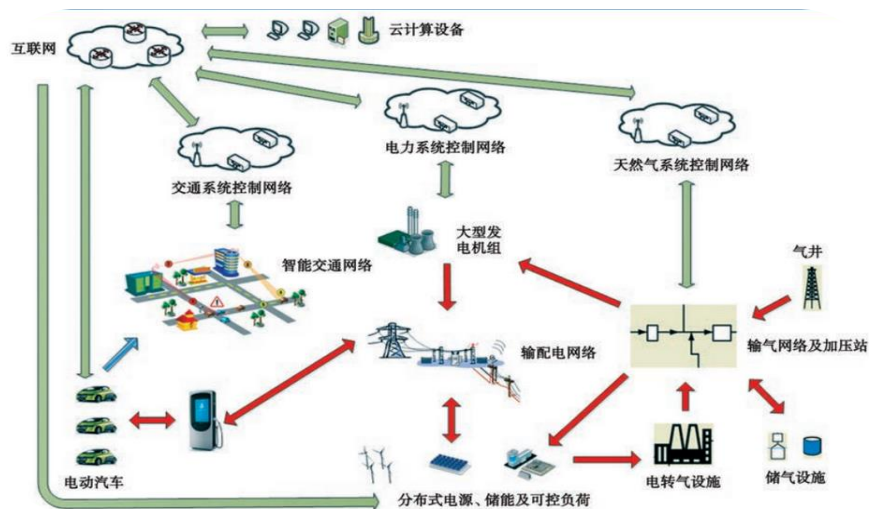 互联网
云计算设备
电力系统控制网络
天然气系统控制网络
交通系统控制网络
大型发
电机组
气井
智能交通网络
输配电网络
输气网络及加压站
电动汽车
分布式电源、储能及可控负荷
电转气设施
储气设施